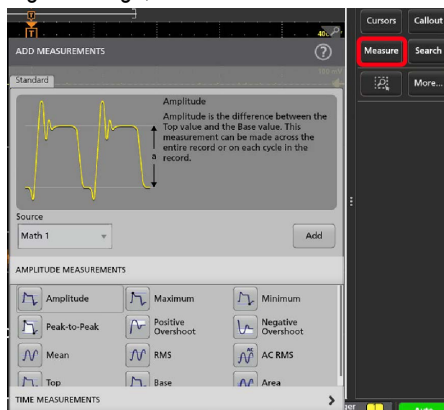 T
40
Cursors
Callout
ADD MEASUREMENTS
?
Measure
Search
Standard
More...
Amplitude
Amplitude is the difference between the
Top value and the Base value. This
measurement can be made across the
entire record or on each cycle in the
record.
a
Source
Math 1
Add
AMPLITUDE MEASUREMENTS
Amplitude
Maximum
Minimum
Peak-to-Peak
Positive
Overshoot
Negative
Overshoot
Mean
RMS
AC RMS
Top
Base
Area
TIME MEASUREMENTS
1
Auto